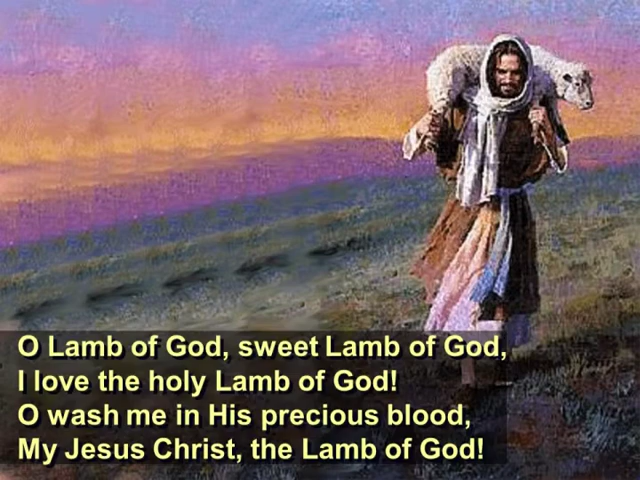 O Lamb of God, sweet Lamb of God,
I love the holy Lamb of God!
O wash me in His precious blood,
My Jesus Christ, the Lamb of God!